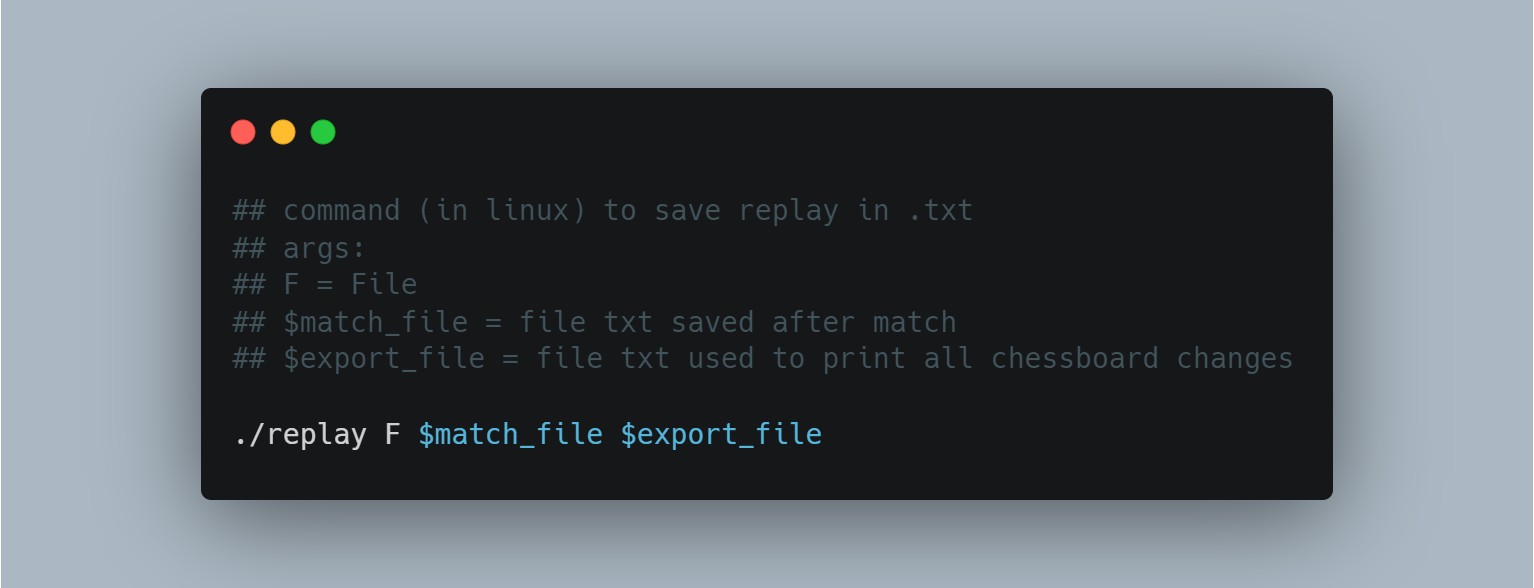 ## command (in linux) to save replay in .txt
## args:
## F = File
## $match_file = file txt saved after match
## $export_file = file txt used to print all chessboard changes
./replay F $match_file $export_file